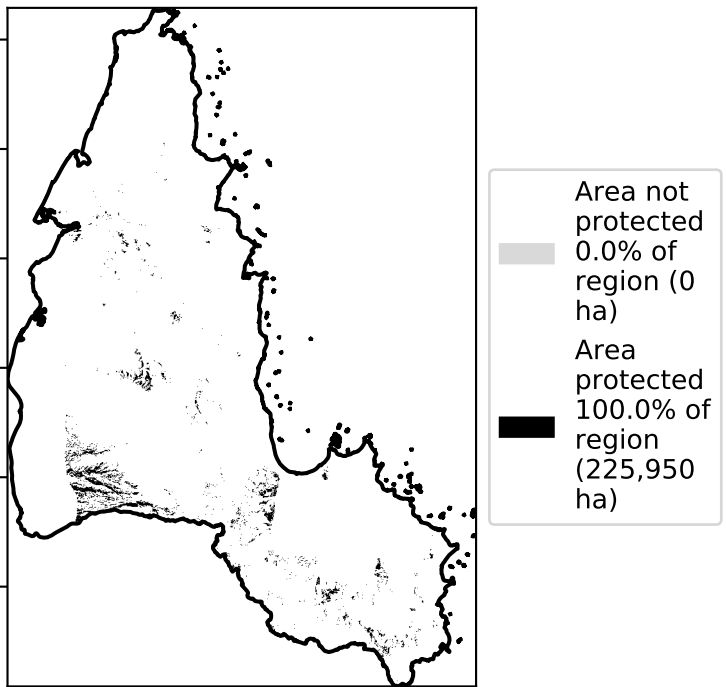 Area not
protected
0.0% of
region (0
ha)
Area
protected
100.0% of
region
(225,950
ha)